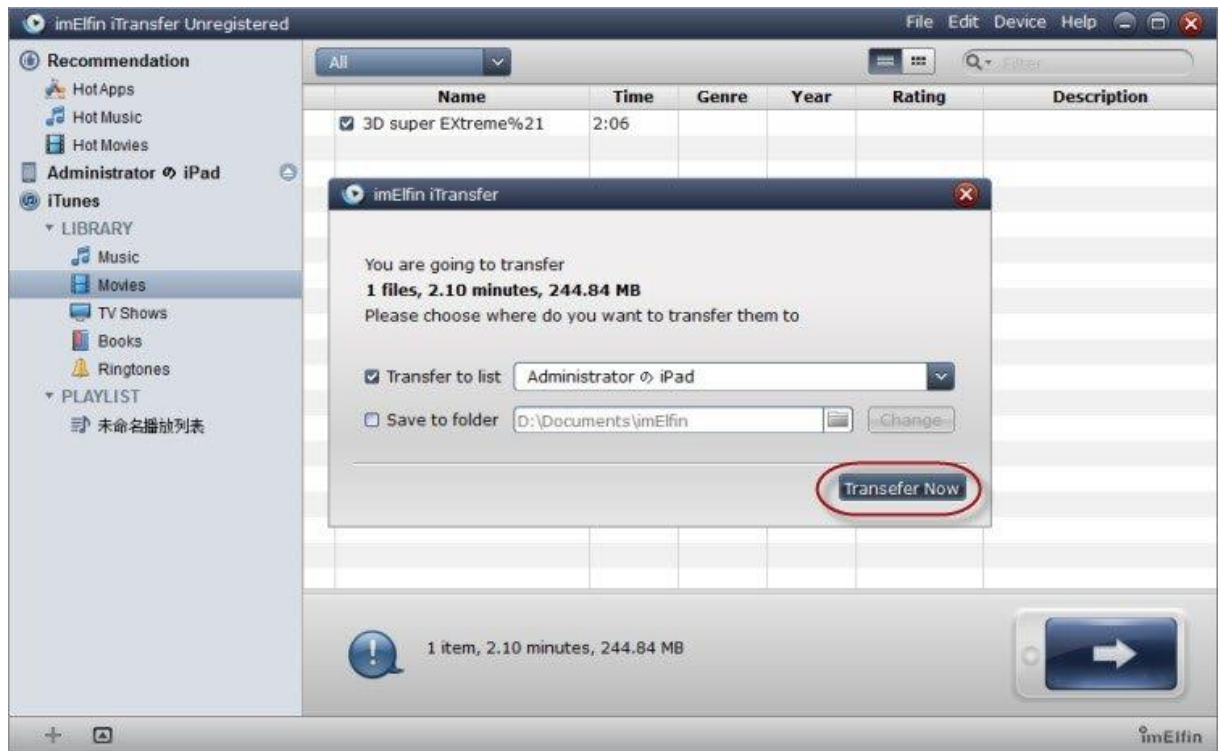 imElfin iTransfer Unregistered
File Edit Device Help
Recommendation
Hot Apps
Hot Music
Hot Movies
Administrator の iPad
iTunes
LIBRARY
Music
Movies
TV Shows
Books
Ringtones
PLAYLIST
未命名播放列表
All
Filter
Name Time Genre Year Rating Description
3D super EXtreme%21 2:06
imElfin iTransfer
You are going to transfer
1 files, 2.10 minutes, 244.84 MB
Please choose where do you want to transfer them to
Transfer to list Administrator の iPad
Save to folder D:\Documents\imElfin Change
Transefer Now
1 item, 2.10 minutes, 244.84 MB
imElfin